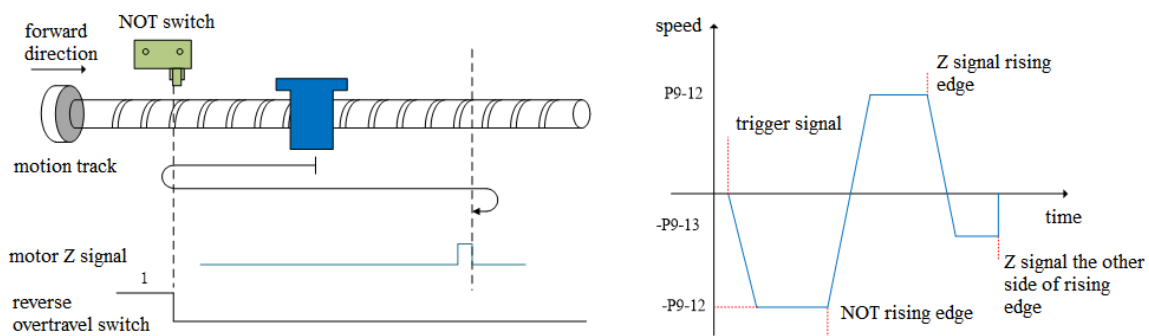 NOT switch
forward
direction
motion track
motor Z signal
1
reverse
overtravel switch
speed
Z signal rising
edge
P9-12
trigger signal
time
-P9-13
Z signal the other
side of rising
edge
-P9-12
NOT rising edge